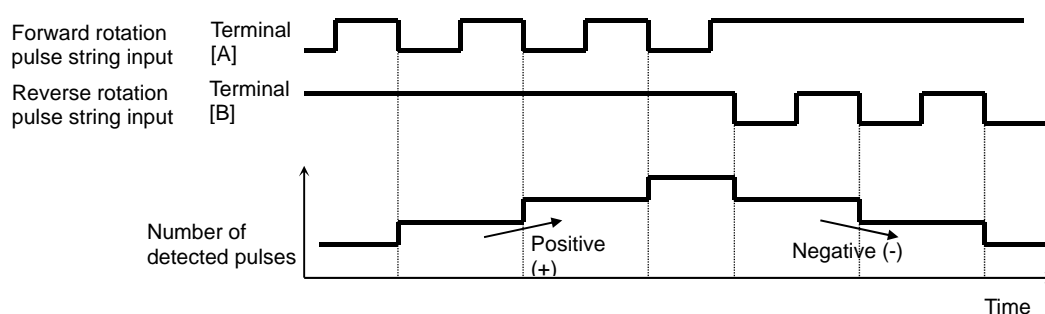 Forward rotation
pulse string input
Terminal
[A]
Reverse rotation
pulse string input
Terminal
[B]
Number of
detected pulses
Positive
(+)
Negative (-)
Time